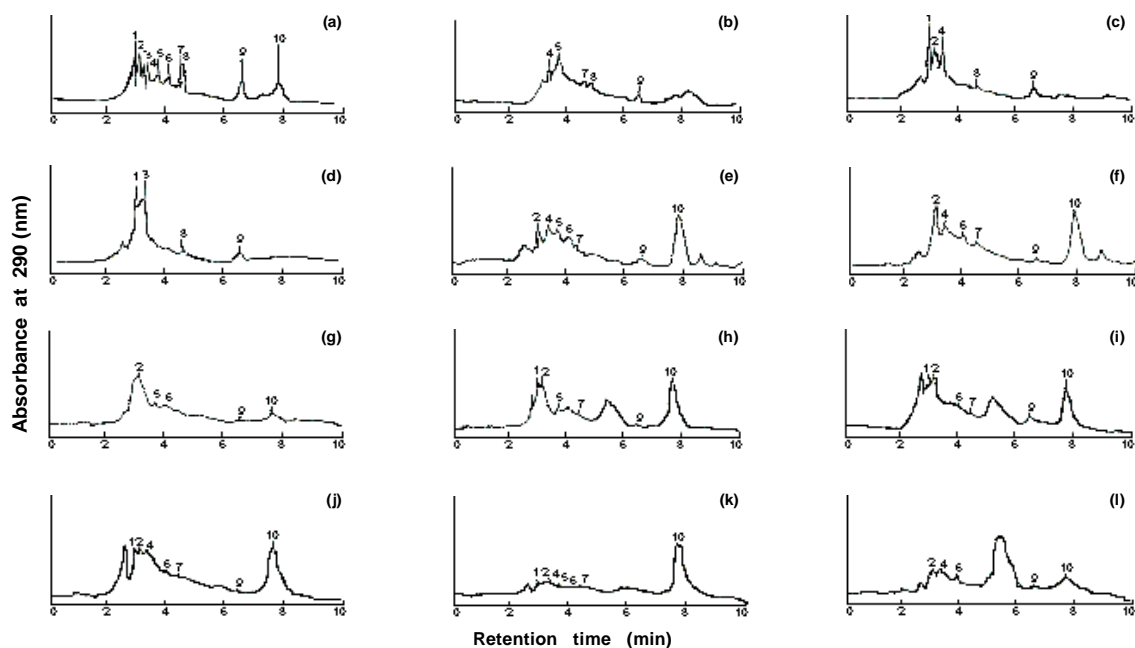 (a)
1 2 3 4 5 6 7 8 9 10
0 2 4 6 8 10
(b)
4 5 7 8 9
0 2 4 6 8 10
(c)
1 2 4 8 9
0 2 4 6 8 10
(d)
1 3 8 9
0 2 4 6 8 10
(e)
2 4 5 6 7 9 10
0 2 4 6 8 10
(f)
2 4 6 7 9 10
0 2 4 6 8 10
Absorbance at 290 (nm)
(g)
2 5 6 9 10
0 2 4 6 8 10
(h)
1 2 5 7 9 10
0 2 4 6 8 10
(i)
1 2 6 7 9 10
0 2 4 6 8 10
(j)
1 2 4 6 7 9 10
0 2 4 6 8 10
(k)
1 2 4 5 6 7 10
0 2 4 6 8 10
(l)
2 4 6 9 10
0 2 4 6 8 10
Retention time (min)